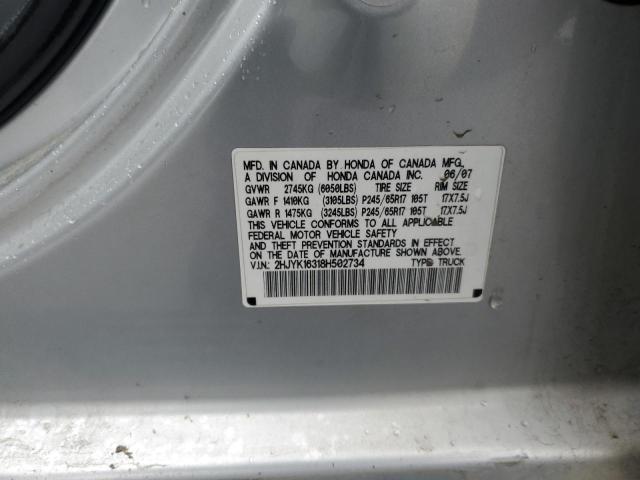 MFD. IN CANADA BY HONDA OF CANADA MFG.,
A DIVISION OF HONDA CANADA INC. 06/07
GVWR 2745KG (6050LBS) TIRE SIZE RIM SIZE
GAWR F 1410KG (3105LBS) P245/65R17 105T 17X7.5J
GAWR R 1475KG (3245LBS) P245/65R17 105T 17X7.5J
THIS VEHICLE CONFORMS TO ALL APPLICABLE
FEDERAL MOTOR VEHICLE SAFETY
AND THEFT PREVENTION STANDARDS IN EFFECT
ON THE DATE OF MANUFACTURE SHOWN ABOVE.
V.I.N.: 2HJYK16318H502734 TYPE: TRUCK